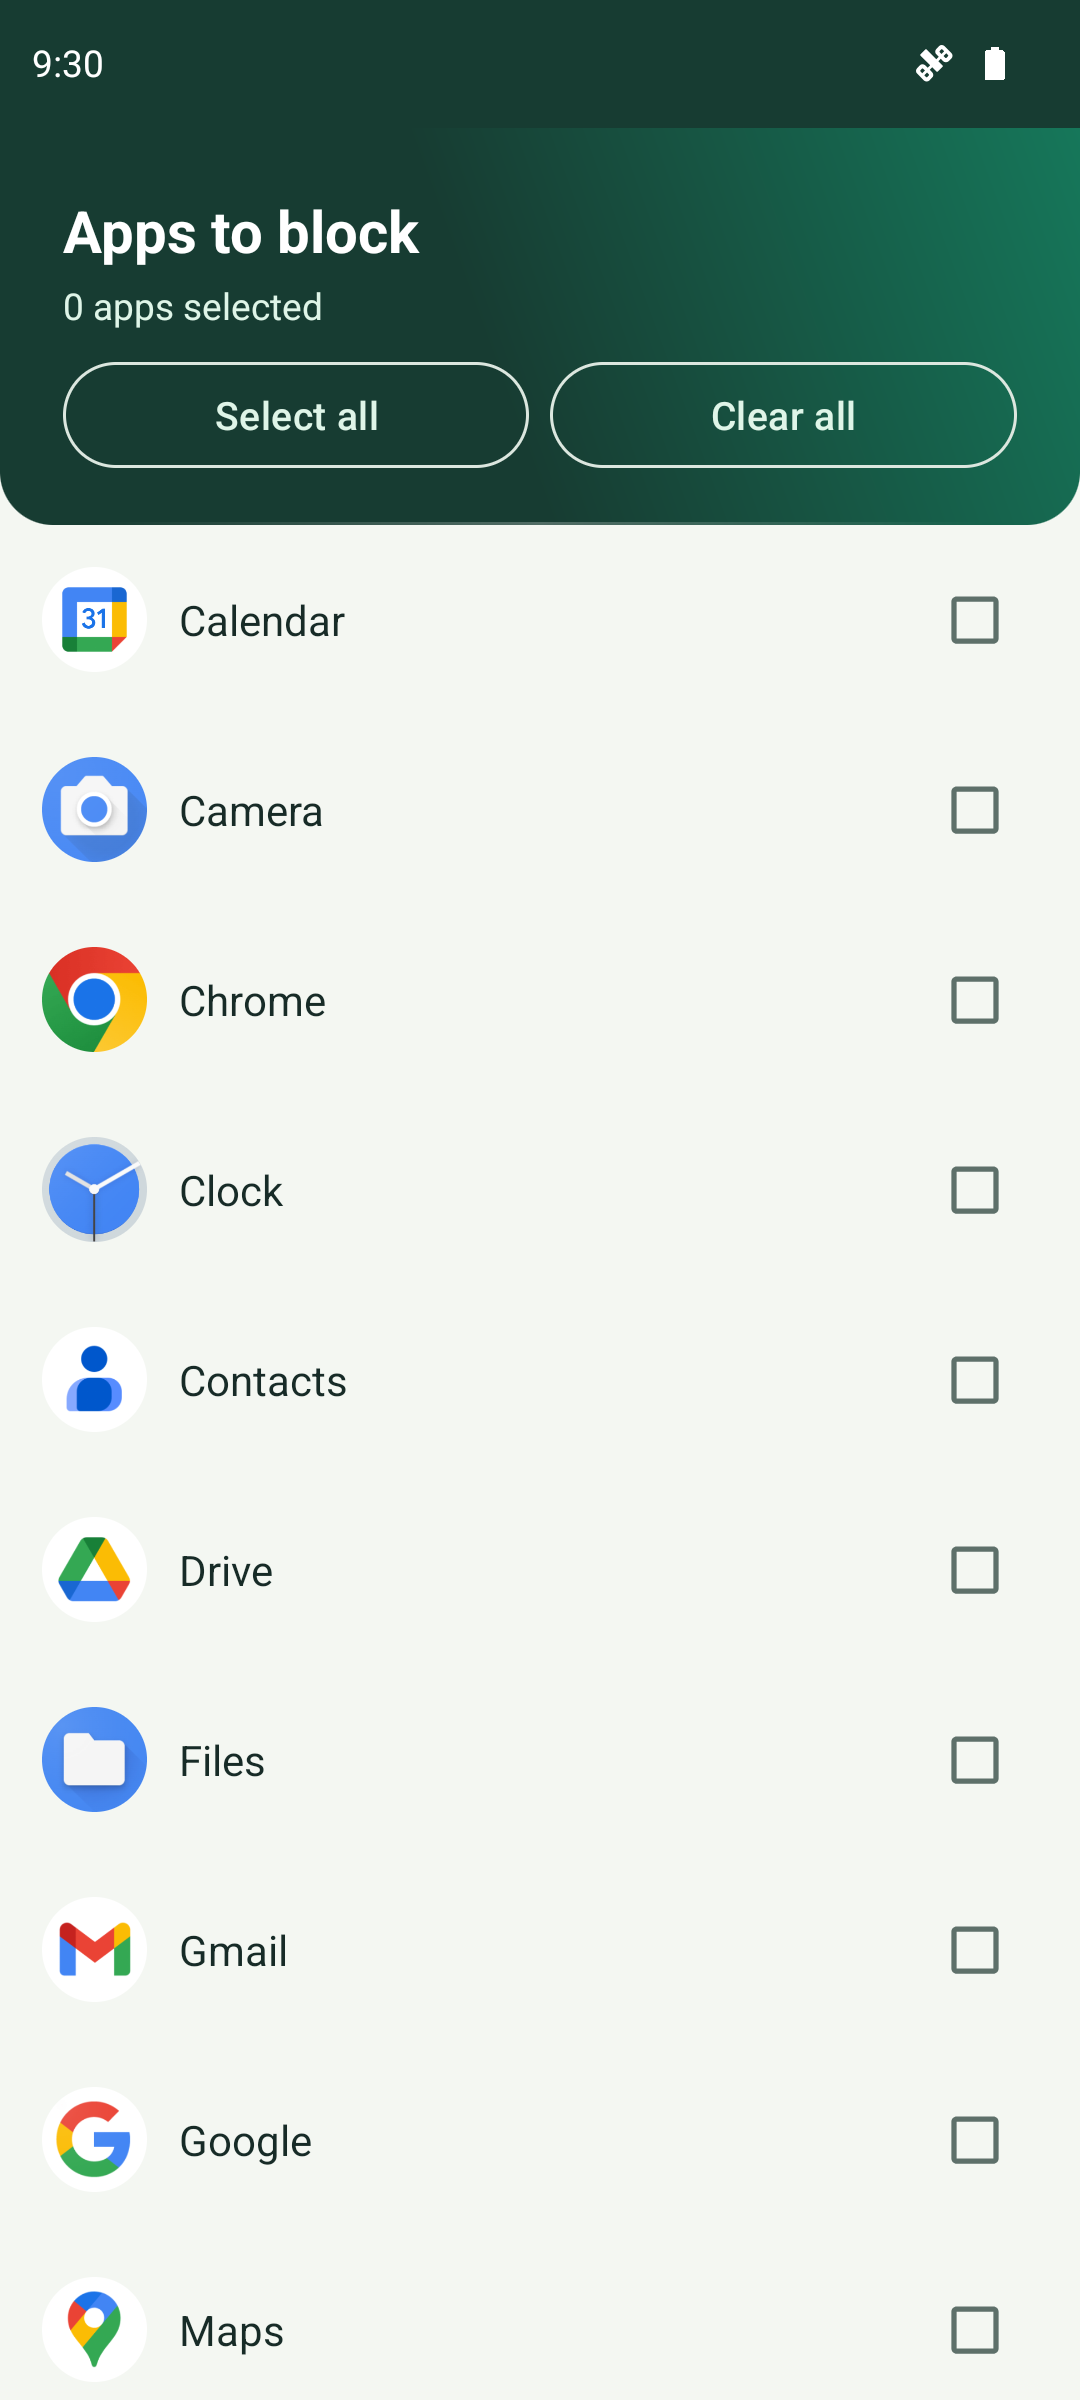 9:30
Apps to block
0 apps selected
Select all
Clear all
31
Calendar
Camera
Chrome
Clock
Contacts
Drive
Files
Gmail
Google
Maps